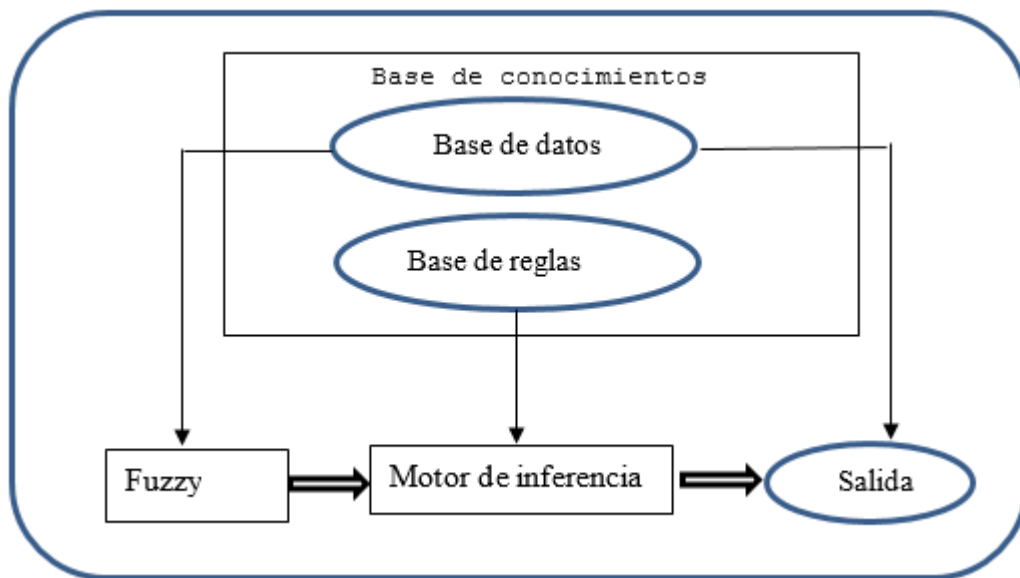 Base de conocimientos
Base de datos
Base de reglas
Fuzzy
Motor de inferencia
Salida